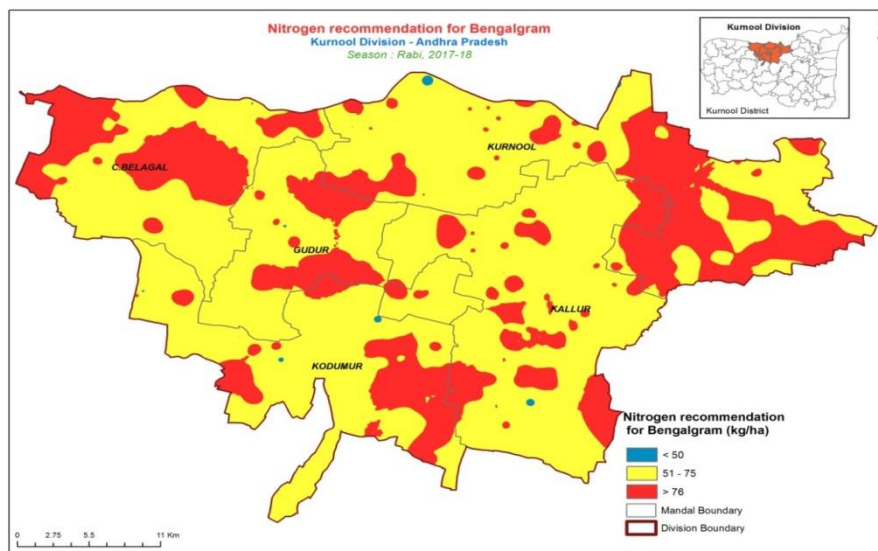 Nitrogen recommendation for Bengalgram
Kurnool Division - Andhra Pradesh
Season : Rabi, 2017-18
Kurnool Division
Kurnool District
C.BELAGAL
KURNOOL
GUDUR
KALLUR
KODUMUR
Nitrogen recommendation
for Bengalgram (kg/ha)
< 50
51 - 75
> 76
Mandal Boundary
Division Boundary
0 2.75 5.5 11 Km